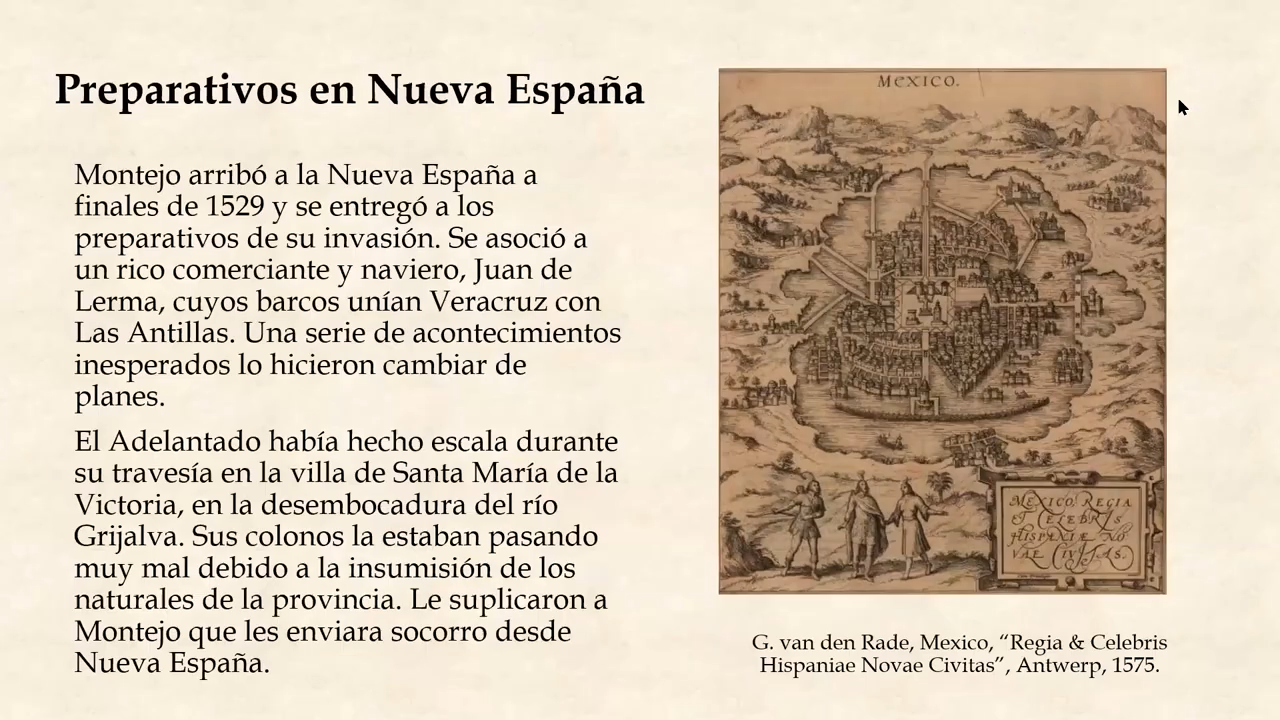 Preparativos en Nueva España
Montejo arribó a la Nueva España a
finales de 1529 y se entregó a los
preparativos de su invasión. Se asoció a
un rico comerciante y naviero, Juan de
Lerma, cuyos barcos unían Veracruz con
Las Antillas. Una serie de acontecimientos
inesperados lo hicieron cambiar de
planes.
El Adelantado había hecho escala durante
su travesía en la villa de Santa María de la
Victoria, en la desembocadura del río
Grijalva. Sus colonos la estaban pasando
muy mal debido a la insumisión de los
naturales de la provincia. Le suplicaron a
Montejo que les enviara socorro desde
Nueva España.
MEXICO.
MEXICO, REGIA
ET CELEBRIS
HISPANIÆ NO
VAE CIVITAS.
G. van den Rade, Mexico, “Regia & Celebris
Hispaniae Novae Civitas”, Antwerp, 1575.